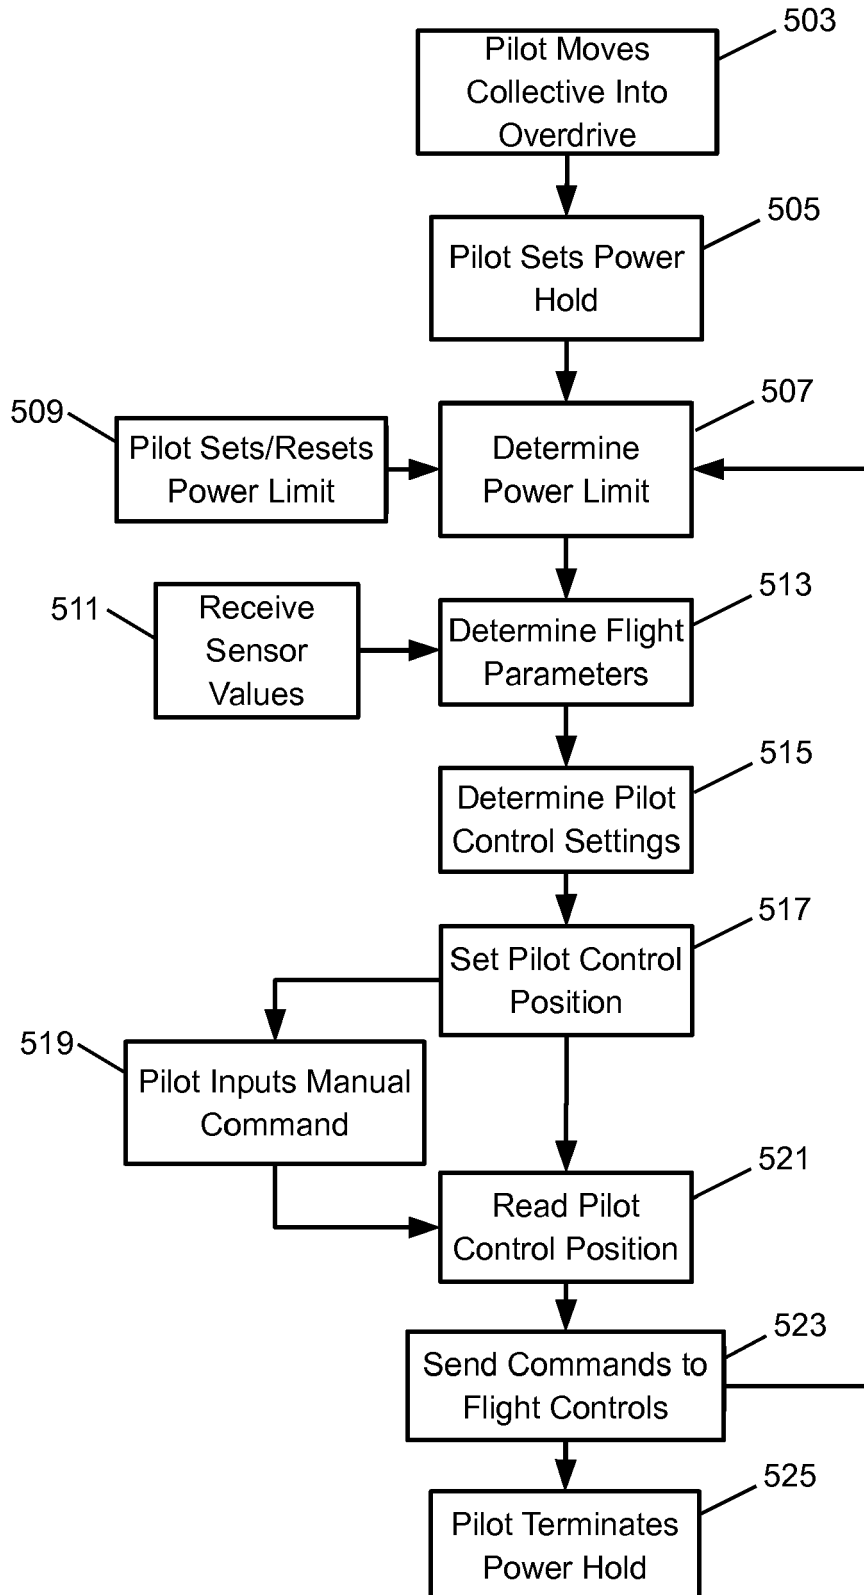 503
Pilot Moves
Collective Into
Overdrive
505
Pilot Sets Power
Hold
507
509
Pilot Sets/Resets
Power Limit
Determine
Power Limit
511
Receive
Sensor
Values
513
Determine Flight
Parameters
515
Determine Pilot
Control Settings
517
Set Pilot Control
Position
519
Pilot Inputs Manual
Command
521
Read Pilot
Control Position
523
Send Commands to
Flight Controls
525
Pilot Terminates
Power Hold